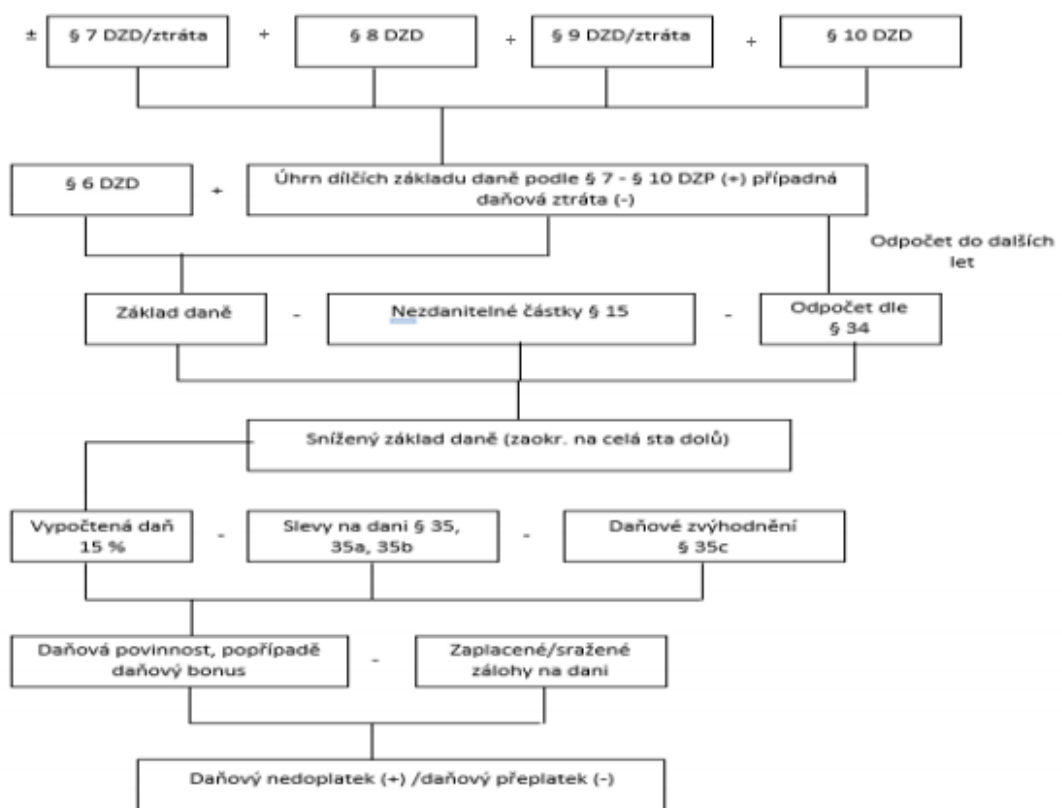 ± § 7 DZD/ztráta + § 8 DZD + § 9 DZD/ztráta + § 10 DZD
§ 6 DZD + Úhrn dílčích základu daně podle § 7 - § 10 DZP (+) případná
daňová ztráta (-)
Odpočet do dalších
let
Základ daně - Nezdanitelné částky § 15 - Odpočet dle
§ 34
Snížený základ daně (zaokr. na celá sta dolů)
Vypočtená daň
15 %
-
Slevy na dani § 35,
35a, 35b
-
Daňové zvýhodnění
§ 35c
Daňová povinnost, popřípadě
daňový bonus
-
Zaplacené/sražené
zálohy na dani
Daňový nedoplatek (+) /daňový přeplatek (-)